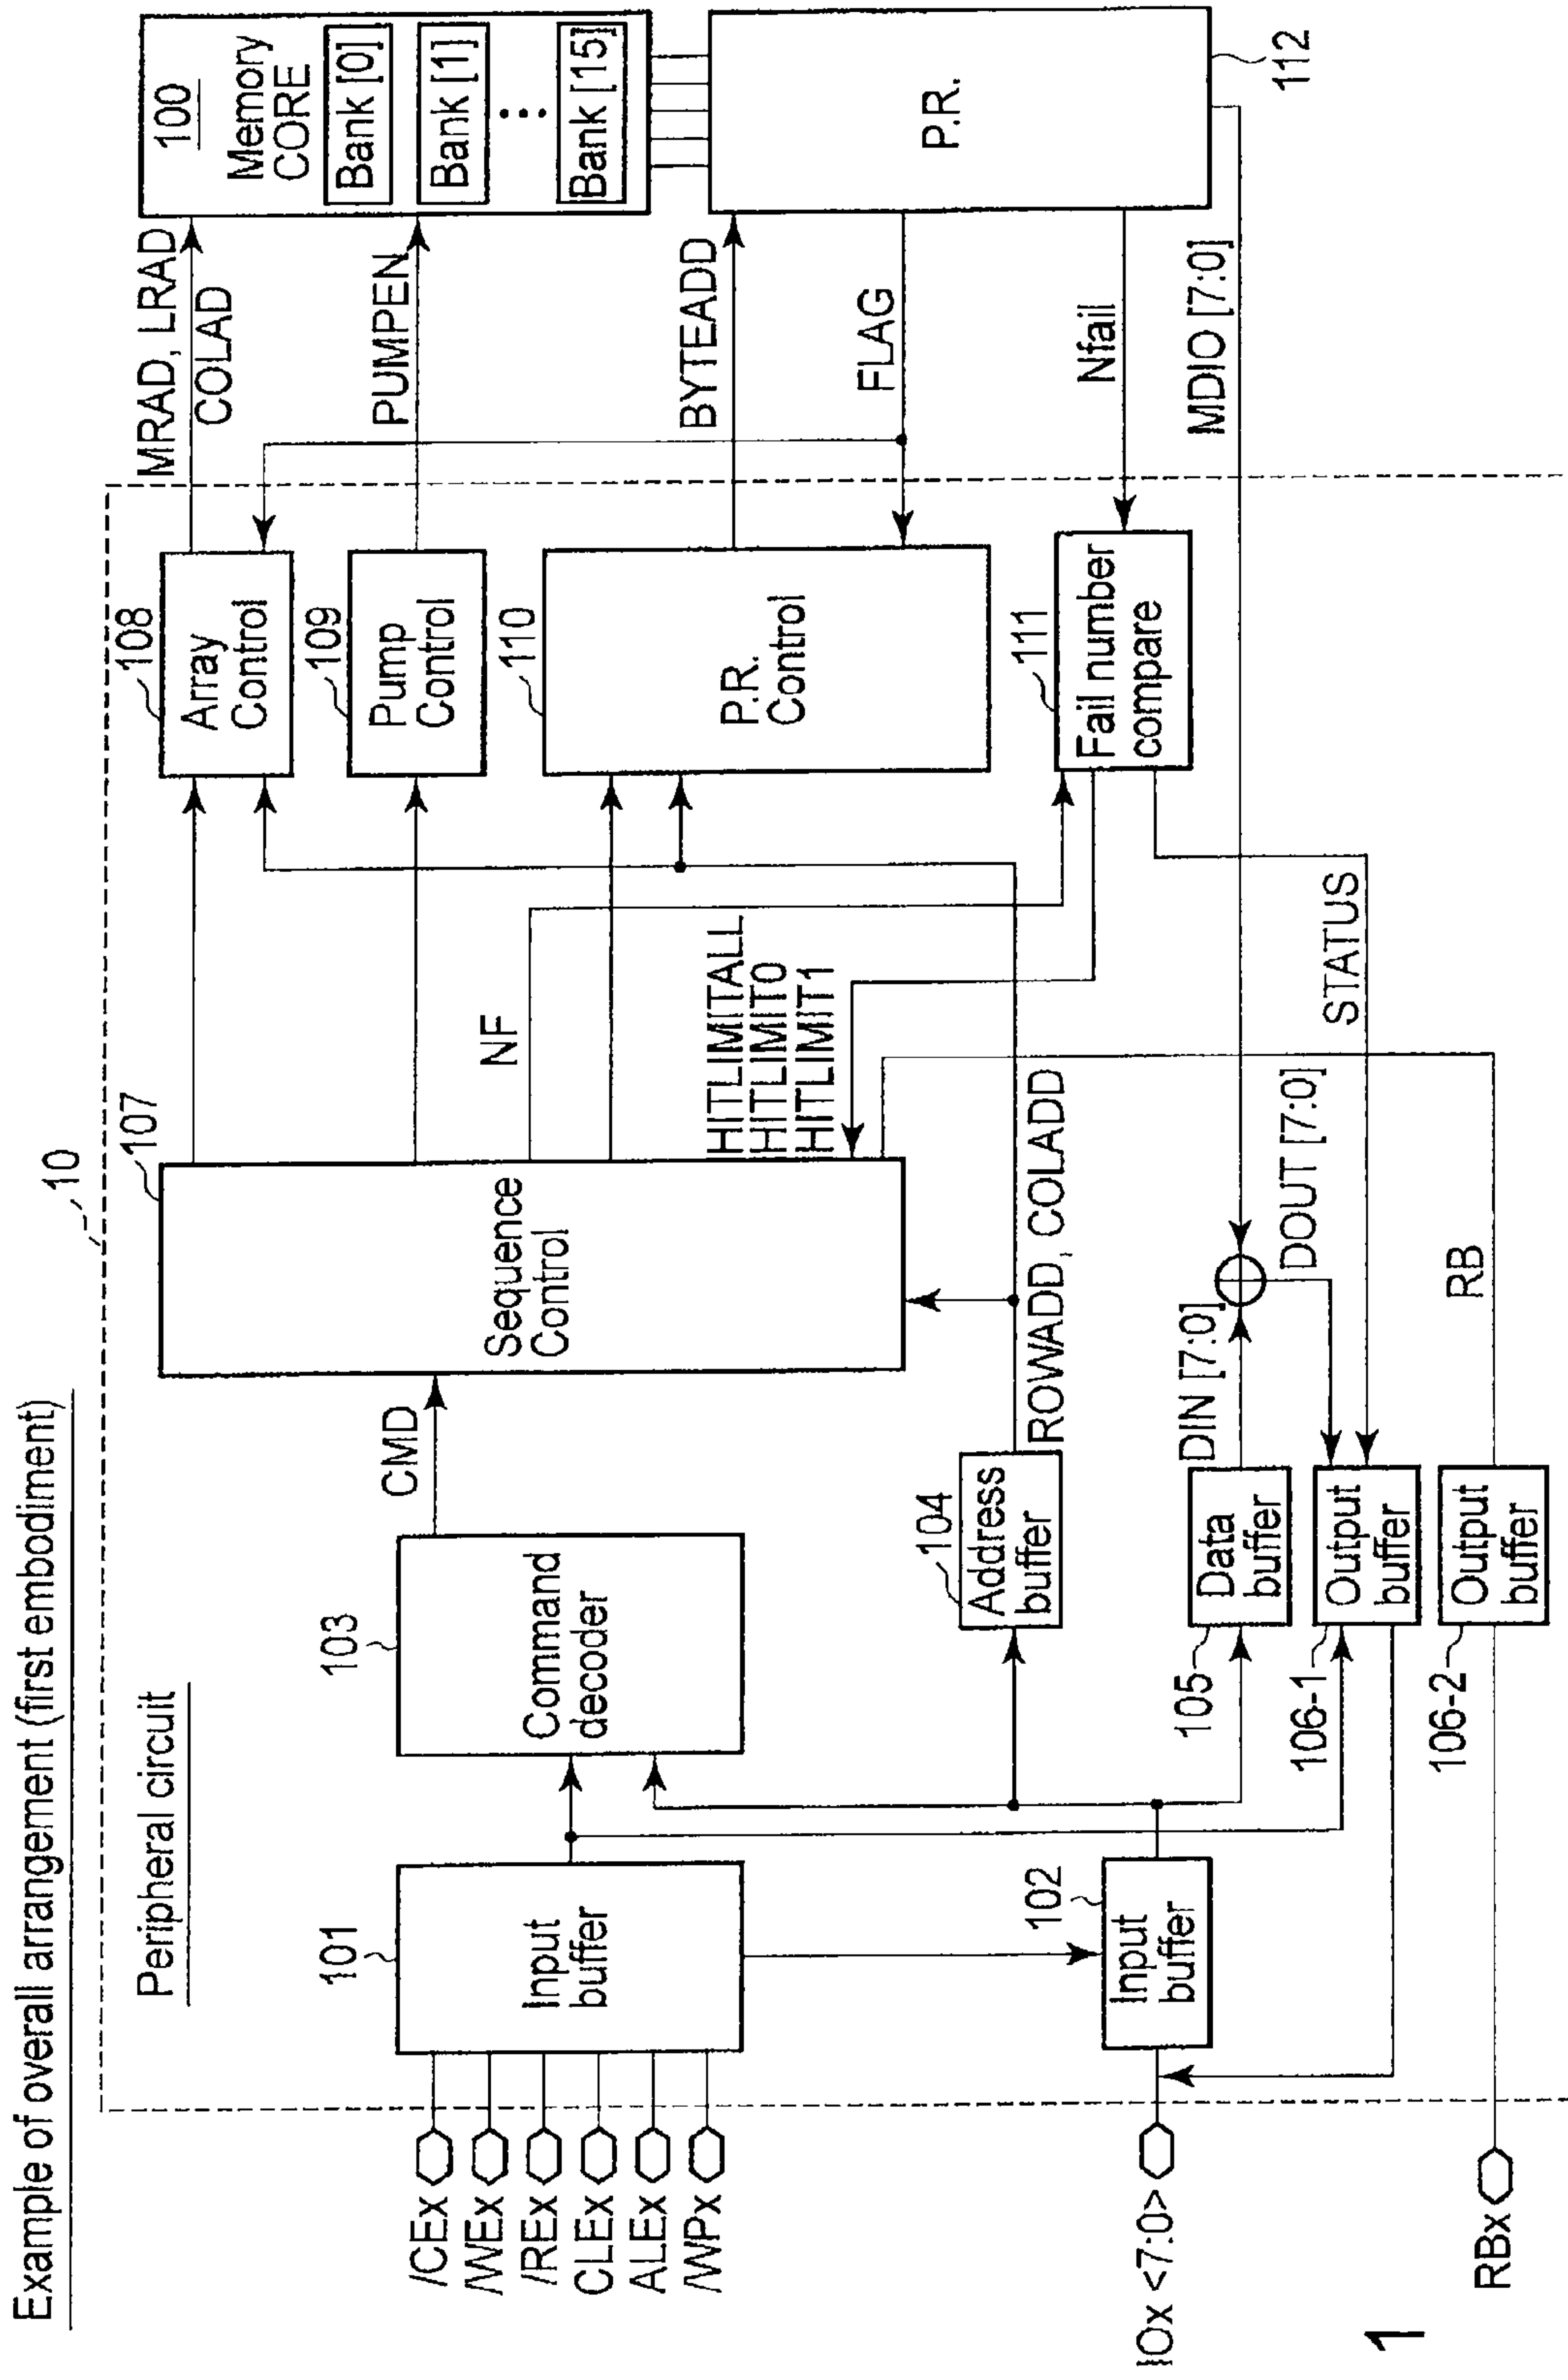 Example of overall arrangement (first embodiment)
10
Peripheral circuit
/CEx
/WEx
/REx
CLEx
ALEx
/WPx
IOx <7:0>
RBx
101
Input
buffer
102
Input
buffer
103
Command
decoder
CMD
104
Address
buffer
ROWADD, COLADD
105
Data
buffer
DIN [7:0]
106-1
Output
buffer
DOUT [7:0]
106-2
Output
buffer
RB
STATUS
107
Sequence
Control
NF
HITLIMITALL
HITLIMIT0
HITLIMIT1
108
Array
Control
109
Pump
Control
110
P.R.
Control
111
Fail number
compare
MRAD, LRAD
COLAD
PUMPEN
BYTEADD
FLAG
Nfail
MDIO [7:0]
100
Memory
CORE
Bank [0]
Bank [1]
Bank [15]
P.R.
112
1